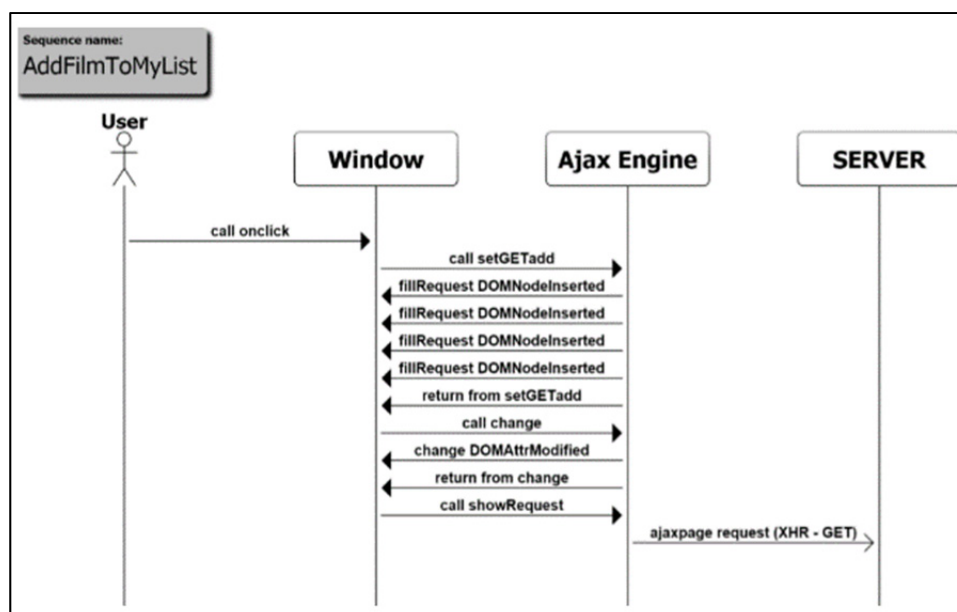 Sequence name:
AddFilmToMyList
User
Window
Ajax Engine
SERVER
call onclick
call setGETadd
fillRequest DOMNodeInserted
fillRequest DOMNodeInserted
fillRequest DOMNodeInserted
fillRequest DOMNodeInserted
return from setGETadd
call change
change DOMAttrModified
return from change
call showRequest
ajaxpage request (XHR - GET)